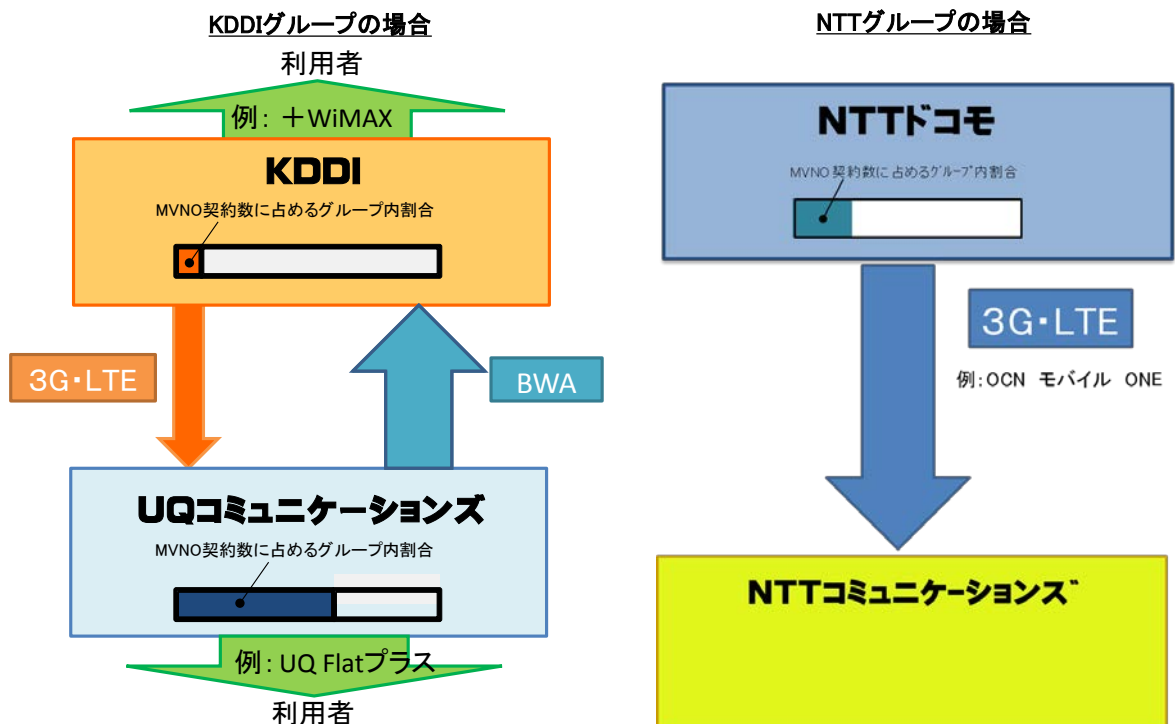 KDDIグループの場合
利用者
例：＋WiMAX
KDDI
MVNO契約数に占めるグループ内割合
3G・LTE
BWA
UQコミュニケーションズ
MVNO契約数に占めるグループ内割合
例：UQ Flatプラス
利用者
NTTグループの場合
NTTドコモ
MVNO契約数に占めるグループ内割合
3G・LTE
例：OCN モバイル ONE
NTTコミュニケーションズ